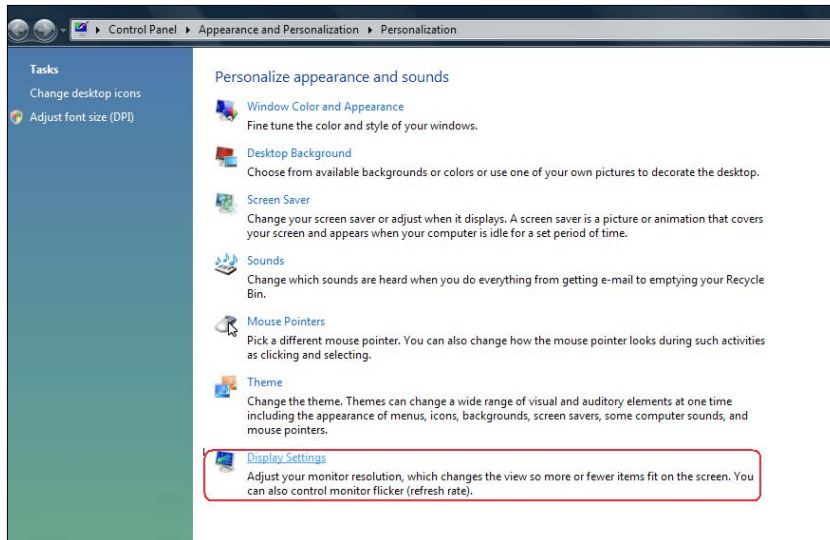 Control Panel ▸ Appearance and Personalization ▸ Personalization
Tasks
Change desktop icons
Adjust font size (DPI)
Personalize appearance and sounds
Window Color and Appearance
Fine tune the color and style of your windows.
Desktop Background
Choose from available backgrounds or colors or use one of your own pictures to decorate the desktop.
Screen Saver
Change your screen saver or adjust when it displays. A screen saver is a picture or animation that covers
your screen and appears when your computer is idle for a set period of time.
Sounds
Change which sounds are heard when you do everything from getting e-mail to emptying your Recycle
Bin.
Mouse Pointers
Pick a different mouse pointer. You can also change how the mouse pointer looks during such activities
as clicking and selecting.
Theme
Change the theme. Themes can change a wide range of visual and auditory elements at one time
including the appearance of menus, icons, backgrounds, screen savers, some computer sounds, and
mouse pointers.
Display Settings
Adjust your monitor resolution, which changes the view so more or fewer items fit on the screen. You
can also control monitor flicker (refresh rate).